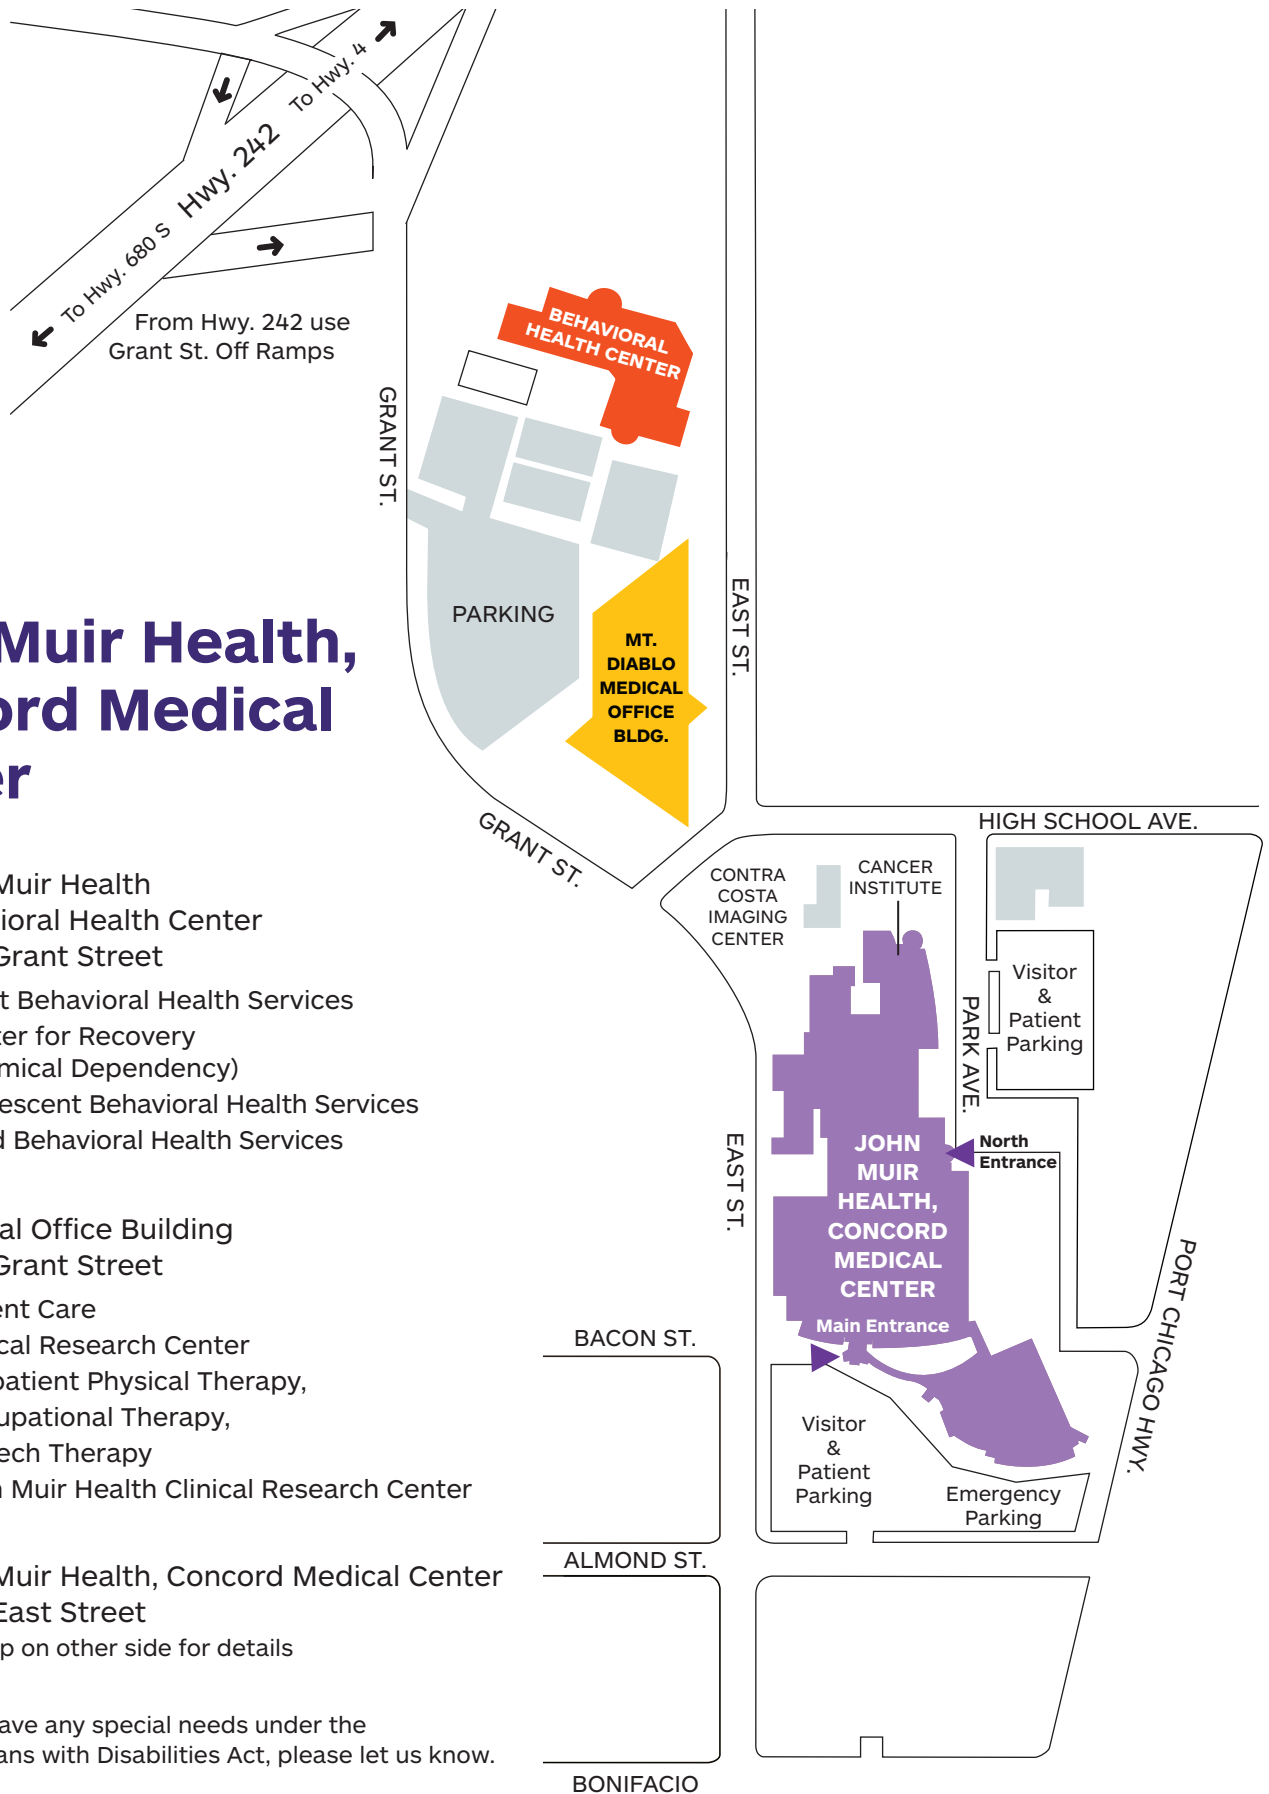 To Hwy. 4
Hwy. 242
To Hwy. 680 S
From Hwy. 242 use
Grant St. Off Ramps
BEHAVIORAL
HEALTH CENTER
GRANT ST.
PARKING
MT.
DIABLO
MEDICAL
OFFICE
BLDG.
EAST ST.
Muir Health,
ord Medical
er
GRANT ST.
HIGH SCHOOL AVE.
CONTRA
COSTA
IMAGING
CENTER
CANCER
INSTITUTE
Muir Health
ioral Health Center
Grant Street
t Behavioral Health Services
ter for Recovery
mical Dependency)
escent Behavioral Health Services
d Behavioral Health Services
Visitor
&
Patient
Parking
PARK AVE.
North
Entrance
EAST ST.
JOHN
MUIR
HEALTH,
CONCORD
MEDICAL
CENTER
Main Entrance
al Office Building
Grant Street
ent Care
ical Research Center
patient Physical Therapy,
upational Therapy,
ech Therapy
n Muir Health Clinical Research Center
PORT CHICAGO HWY.
BACON ST.
Visitor
&
Patient
Parking
Emergency
Parking
ALMOND ST.
Muir Health, Concord Medical Center
East Street
p on other side for details
ave any special needs under the
ans with Disabilities Act, please let us know.
BONIFACIO